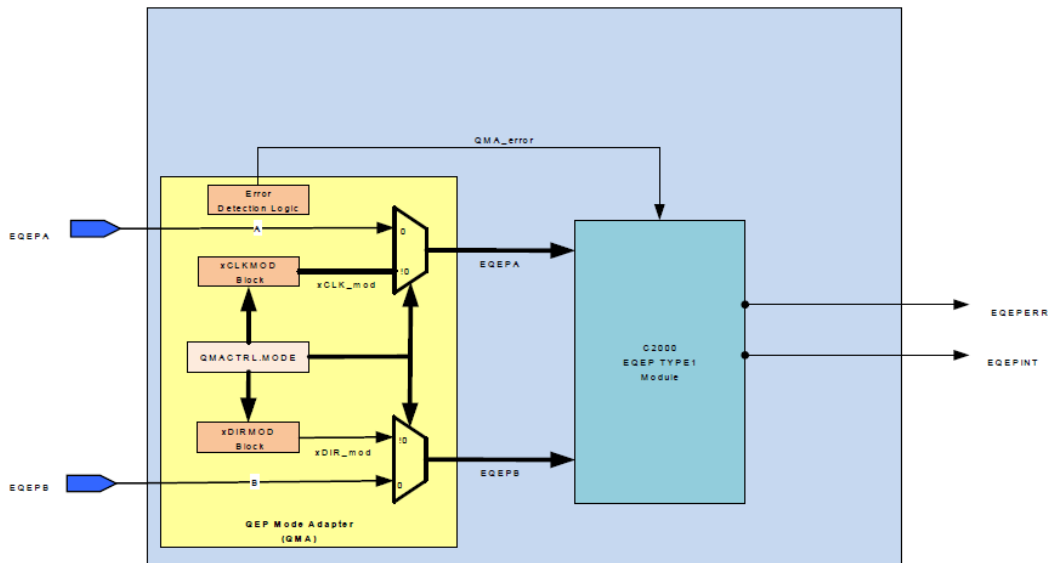 QMA_error
Error
Detection Logic
EQEPA
A
0
EQEPA
xCLKMOD
Block
!0
xCLK_mod
EQEPERR
QMACTRL.MODE
C2000
EQEP TYPE1
Module
EQEPINT
xDIRMOD
Block
!0
xDIR_mod
EQEPB
EQEPB
B
0
QEP Mode Adapter
(QMA)